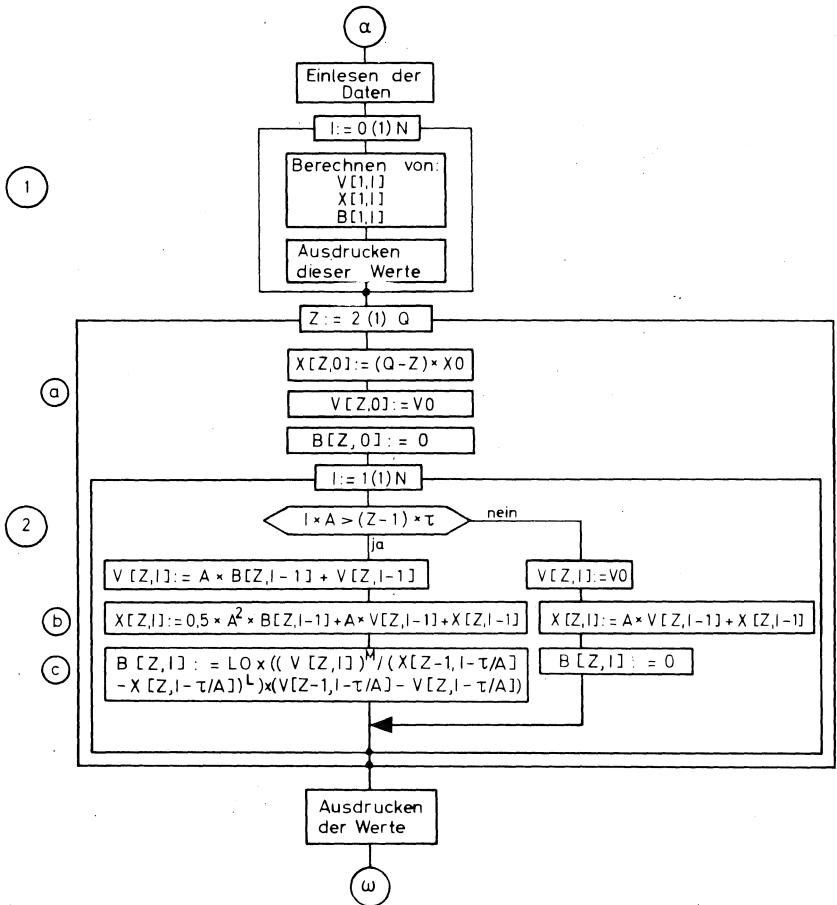 α
Einlesen der
Daten
I := 0 (1) N
1
Berechnen von:
V [1,I]
X [1,I]
B [1,I]
Ausdrucken
dieser Werte
Z := 2 (1) Q
X[Z,0] := (Q-Z) × X0
a
V[Z,0] := V0
B [Z, 0] := 0
I := 1 (1) N
2
I × A > (Z-1) × τ
nein
ja
V [Z,I] := A × B[Z,I-1] + V[Z,I-1]
V[Z,I] := V0
b
X[Z,I] := 0,5 × A² × B[Z,I-1] + A × V[Z,I-1] + X[Z,I-1]
X[Z,I] := A × V[Z,I-1] + X[Z,I-1]
c
B [Z,I] := L0 × (( V [Z,I] )ᴹ / ( X[Z-1, I-τ/A]
- X [Z,I-τ/A])ᴸ ) × (V[Z-1,I-τ/A] - V[Z,I-τ/A])
B [Z,I] := 0
Ausdrucken
der Werte
ω